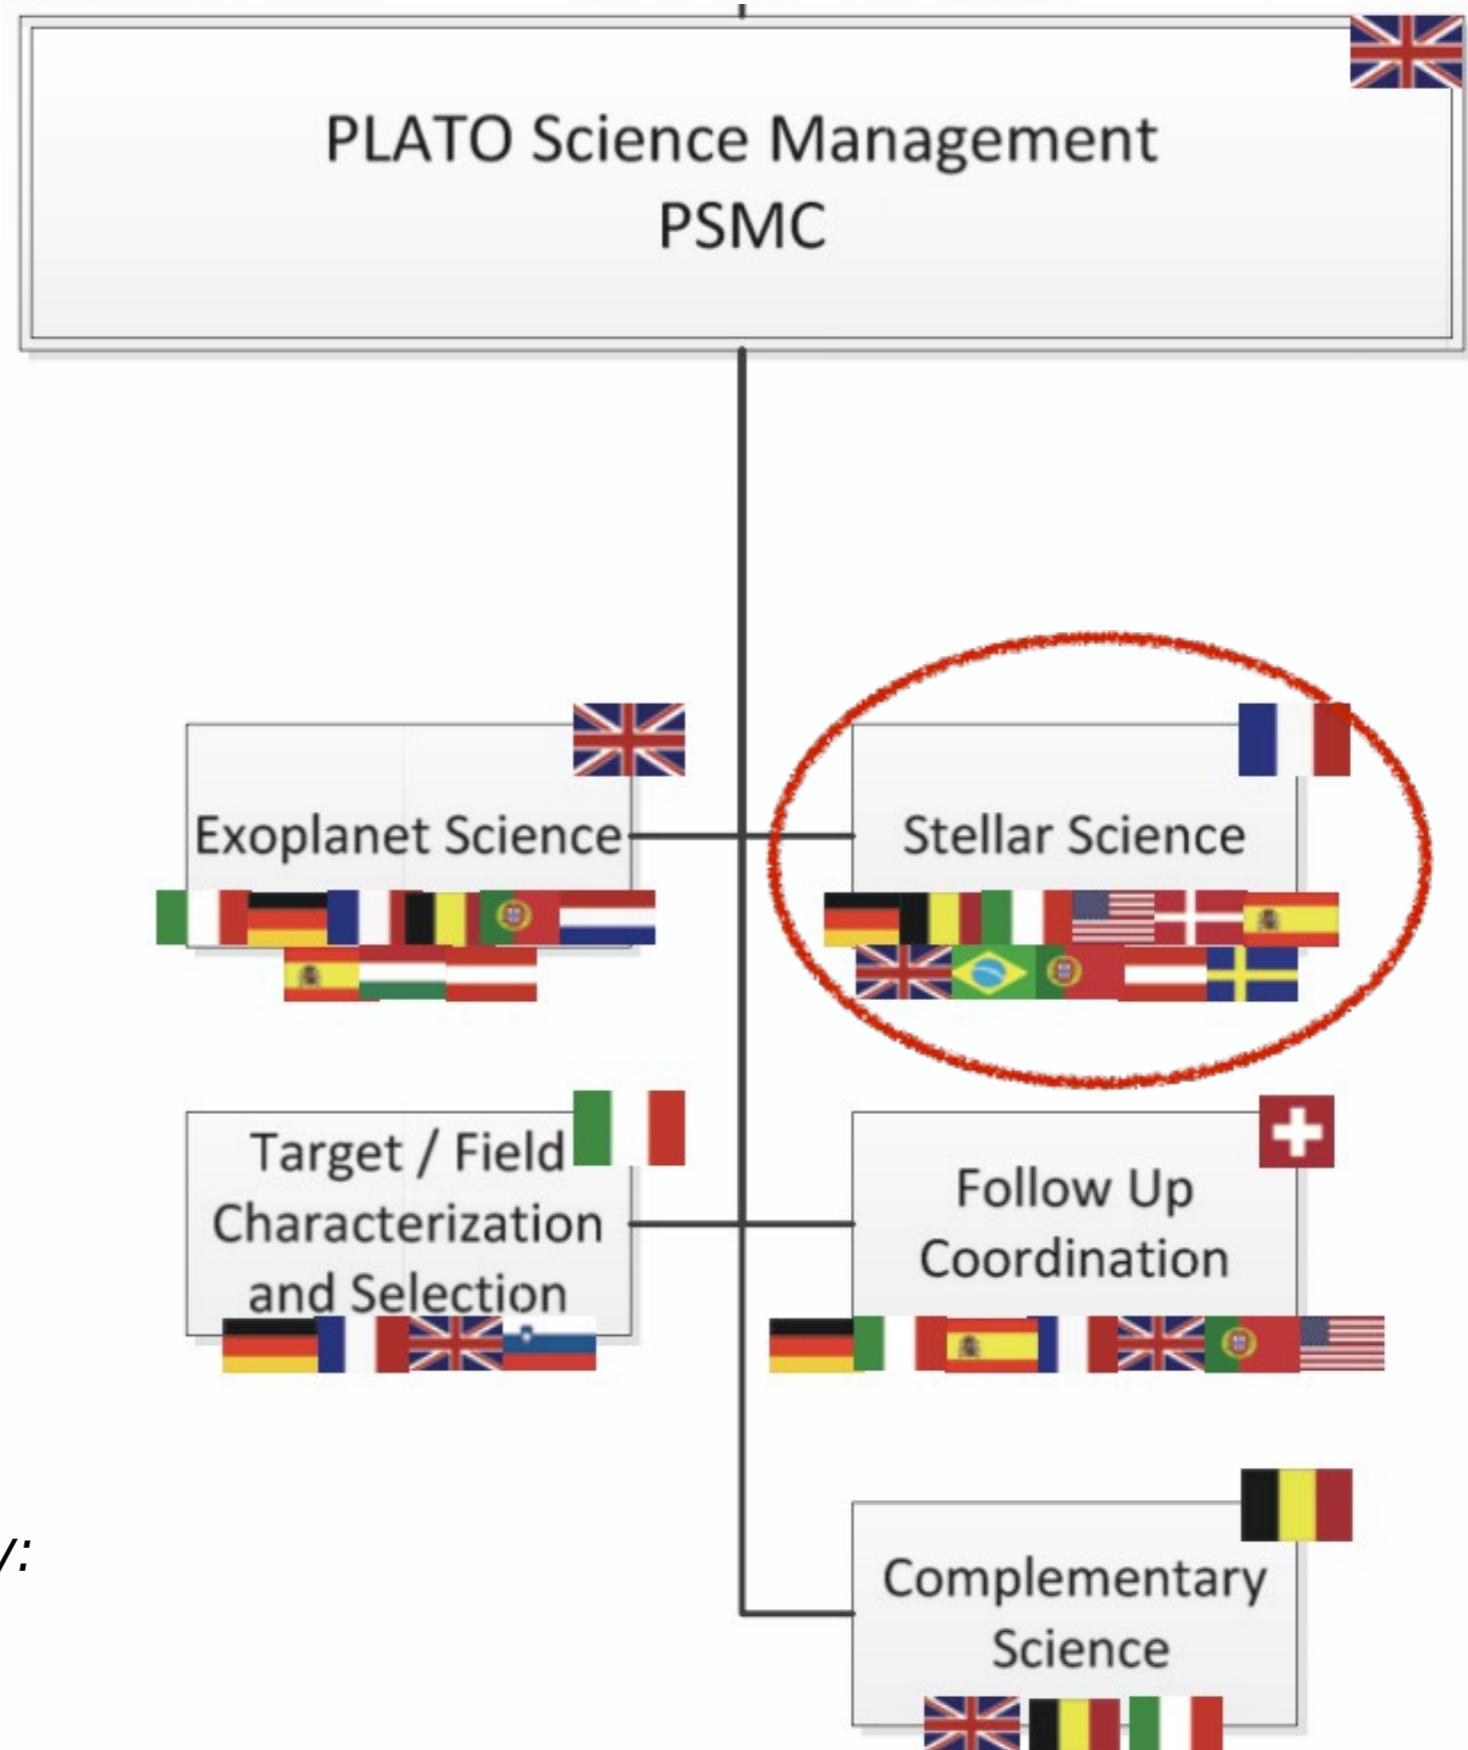 PLATO Science Management
PSMC
Exoplanet Science
Stellar Science
Target / Field
Characterization
and Selection
Follow Up
Coordination
y:
Complementary
Science